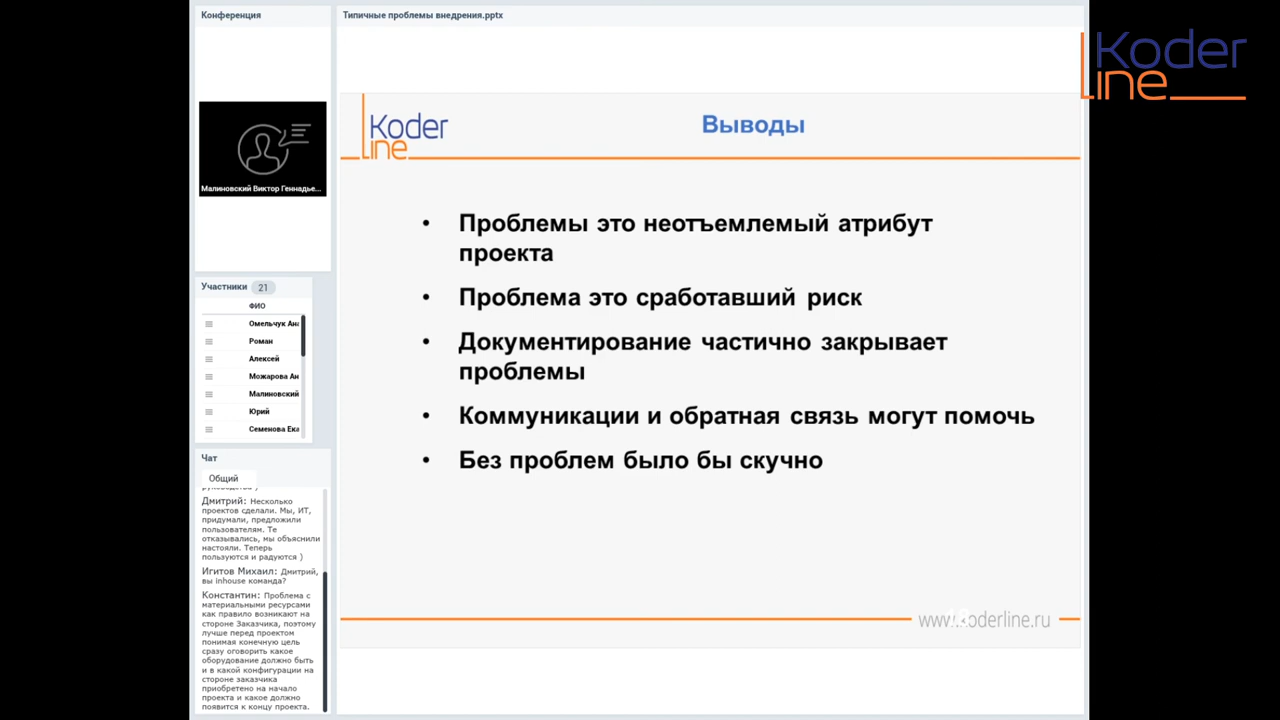 Конференция
Типичные проблемы внедрения.pptx
Koder
line
Малиновский Виктор Геннадье...
Участники 21
ФИО
Омельчук Ана
Роман
Алексей
Можарова Ан
Малиновский
Юрий
Семенова Ека
Чат
Общий
Дмитрий: Несколько
проектов сделали. Мы, ИТ,
придумали, предложили
пользователям. Те
отказывались, мы объяснили
настояли. Теперь
пользуются и радуются )
Игитов Михаил: Дмитрий,
вы inhouse команда?
Константин: Проблема с
материальными ресурсами
как правило возникают на
стороне Заказчика, поэтому
лучше перед проектом
понимая конечную цель
сразу оговорить какое
оборудование должно быть
и в какой конфигурации на
стороне заказчика
приобретено на начало
проекта и какое должно
появится к концу проекта.
Koder
line
Выводы
• Проблемы это неотъемлемый атрибут
проекта
• Проблема это сработавший риск
• Документирование частично закрывает
проблемы
• Коммуникации и обратная связь могут помочь
• Без проблем было бы скучно
www.koderline.ru